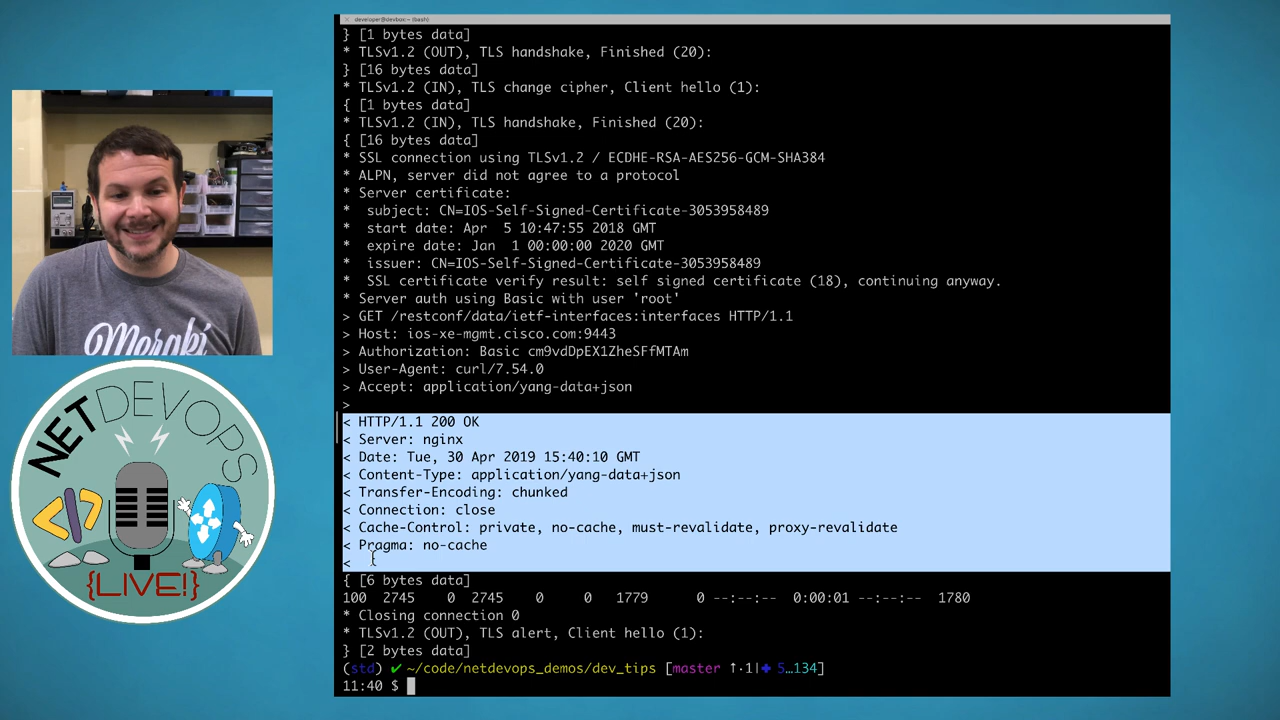 developer@devbox:~ (bash)
} [1 bytes data]
* TLSv1.2 (OUT), TLS handshake, Finished (20):
} [16 bytes data]
* TLSv1.2 (IN), TLS change cipher, Client hello (1):
{ [1 bytes data]
* TLSv1.2 (IN), TLS handshake, Finished (20):
{ [16 bytes data]
* SSL connection using TLSv1.2 / ECDHE-RSA-AES256-GCM-SHA384
* ALPN, server did not agree to a protocol
* Server certificate:
*  subject: CN=IOS-Self-Signed-Certificate-3053958489
*  start date: Apr  5 10:47:55 2018 GMT
*  expire date: Jan  1 00:00:00 2020 GMT
*  issuer: CN=IOS-Self-Signed-Certificate-3053958489
*  SSL certificate verify result: self signed certificate (18), continuing anyway.
* Server auth using Basic with user 'root'
> GET /restconf/data/ietf-interfaces:interfaces HTTP/1.1
> Host: ios-xe-mgmt.cisco.com:9443
> Authorization: Basic cm9vdDpEX1ZheSFfMTAm
> User-Agent: curl/7.54.0
> Accept: application/yang-data+json
>
< HTTP/1.1 200 OK
< Server: nginx
< Date: Tue, 30 Apr 2019 15:40:10 GMT
< Content-Type: application/yang-data+json
< Transfer-Encoding: chunked
< Connection: close
< Cache-Control: private, no-cache, must-revalidate, proxy-revalidate
< Pragma: no-cache
<
{ [6 bytes data]
100  2745    0  2745    0     0   1779      0 --:--:--  0:00:01 --:--:--  1780
* Closing connection 0
* TLSv1.2 (OUT), TLS alert, Client hello (1):
} [2 bytes data]
(std) ✔ ~/code/netdevops_demos/dev_tips [master ↑·1|✚ 5…134]
11:40 $
Meraki
NETDEVOPS
</>
{LIVE!}